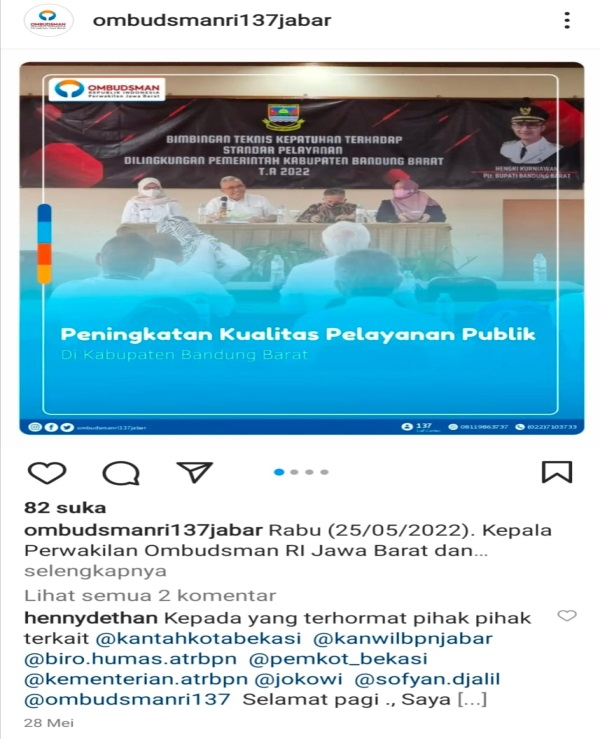 ombudsmanri137jabar
OMBUDSMAN
REPUBLIK INDONESIA
Perwakilan Jawa Barat
BIMBINGAN TEKNIS KEPATUHAN TERHADAP
STANDAR PELAYANAN
DILINGKUNGAN PEMERINTAH KABUPATEN BANDUNG BARAT
T.A 2022
HENGKI KURNIAWAN
Plt. BUPATI BANDUNG BARAT
Peningkatan Kualitas Pelayanan Publik
Di Kabupaten Bandung Barat
ombudsmanri137jabar
137
08119863737
(022)7103733
82 suka
ombudsmanri137jabar Rabu (25/05/2022). Kepala
Perwakilan Ombudsman RI Jawa Barat dan...
selengkapnya
Lihat semua 2 komentar
hennydethan Kepada yang terhormat pihak pihak
terkait @kantahkotabekasi @kanwilbpnjabar
@biro.humas.atrbpn @pemkot_bekasi
@kementerian.atrbpn @jokowi @sofyan.djalil
@ombudsmanri137 Selamat pagi ., Saya [...]
28 Mei